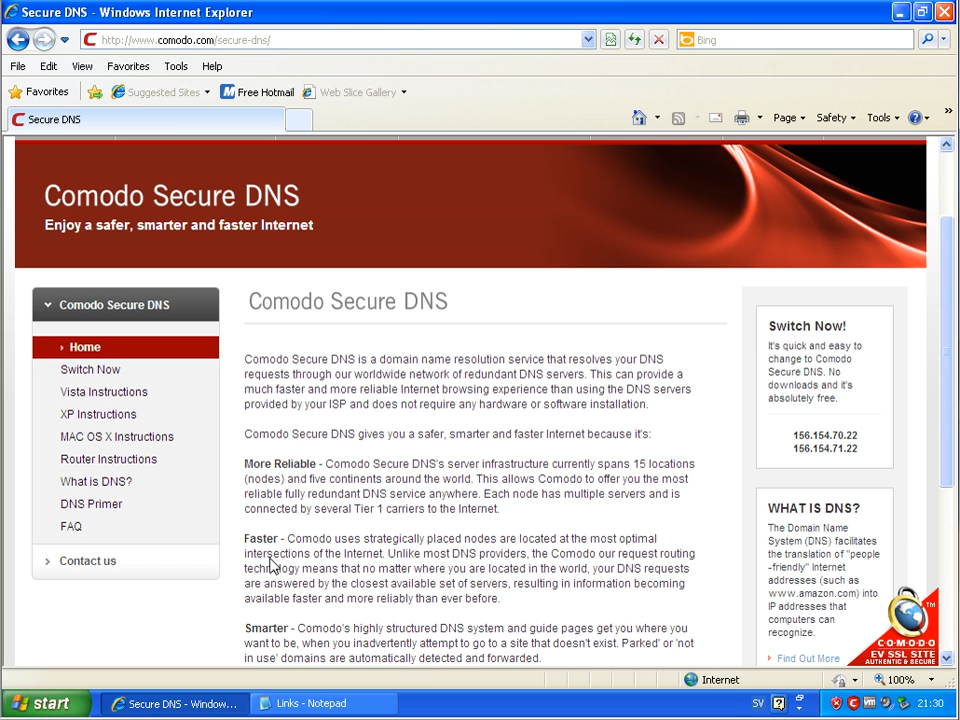 Secure DNS - Windows Internet Explorer
http://www.comodo.com/secure-dns/
Bing
File Edit View Favorites Tools Help
Favorites Suggested Sites Free Hotmail Web Slice Gallery
Secure DNS
Page Safety Tools »
Comodo Secure DNS
Enjoy a safer, smarter and faster Internet
Comodo Secure DNS
Home
Switch Now
Vista Instructions
XP Instructions
MAC OS X Instructions
Router Instructions
What is DNS?
DNS Primer
FAQ
Contact us
Comodo Secure DNS
Comodo Secure DNS is a domain name resolution service that resolves your DNS
requests through our worldwide network of redundant DNS servers. This can provide a
much faster and more reliable Internet browsing experience than using the DNS servers
provided by your ISP and does not require any hardware or software installation.
Comodo Secure DNS gives you a safer, smarter and faster Internet because it's:
More Reliable - Comodo Secure DNS's server infrastructure currently spans 15 locations
(nodes) and five continents around the world. This allows Comodo to offer you the most
reliable fully redundant DNS service anywhere. Each node has multiple servers and is
connected by several Tier 1 carriers to the Internet.
Faster - Comodo uses strategically placed nodes are located at the most optimal
intersections of the Internet. Unlike most DNS providers, the Comodo our request routing
technology means that no matter where you are located in the world, your DNS requests
are answered by the closest available set of servers, resulting in information becoming
available faster and more reliably than ever before.
Smarter - Comodo's highly structured DNS system and guide pages get you where you
want to be, when you inadvertently attempt to go to a site that doesn't exist. Parked' or 'not
in use' domains are automatically detected and forwarded.
Switch Now!
It's quick and easy to
change to Comodo
Secure DNS. No
downloads and it's
absolutely free.
156.154.70.22
156.154.71.22
WHAT IS DNS?
The Domain Name
System (DNS) facilitates
the translation of "people
-friendly" Internet
addresses (such as
www.amazon.com) into
IP addresses that
computers can
recognize.
Find Out More
TM
C·O·M·O·D·O
EV SSL SITE
AUTHENTIC & SECURE
Internet 100%
start Secure DNS - Window... Links - Notepad SV 21:30